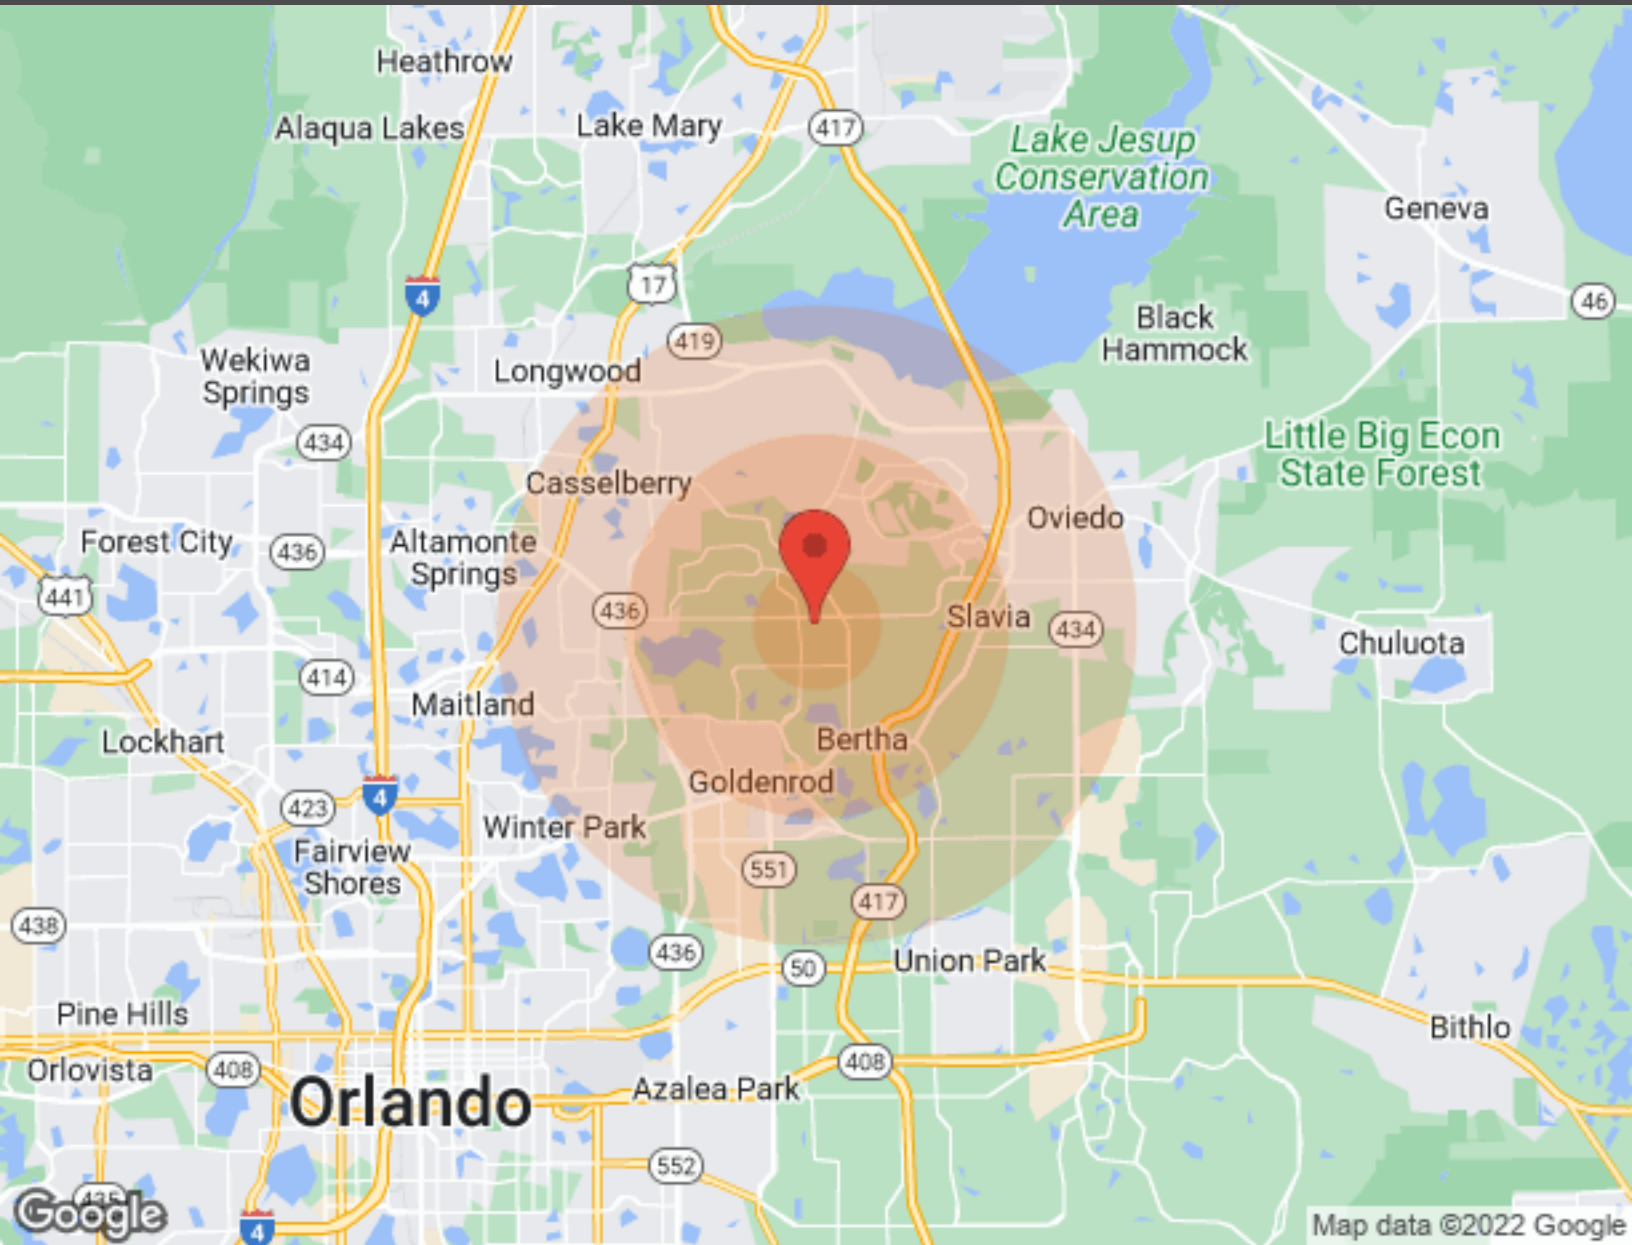 Heathrow
Alaqua Lakes
Lake Mary
417
Lake Jesup
Conservation
Area
Geneva
4
17
46
419
Black
Hammock
Wekiwa
Springs
Longwood
434
Little Big Econ
State Forest
Casselberry
Oviedo
Forest City
436
Altamonte
Springs
441
436
Slavia
434
Chuluota
414
Maitland
Lockhart
Bertha
Goldenrod
4
423
Winter Park
Fairview
Shores
551
417
438
436
50
Union Park
Pine Hills
Bithlo
Orlovista
408
408
Orlando
Azalea Park
552
435
Google
4
Map data ©2022 Google